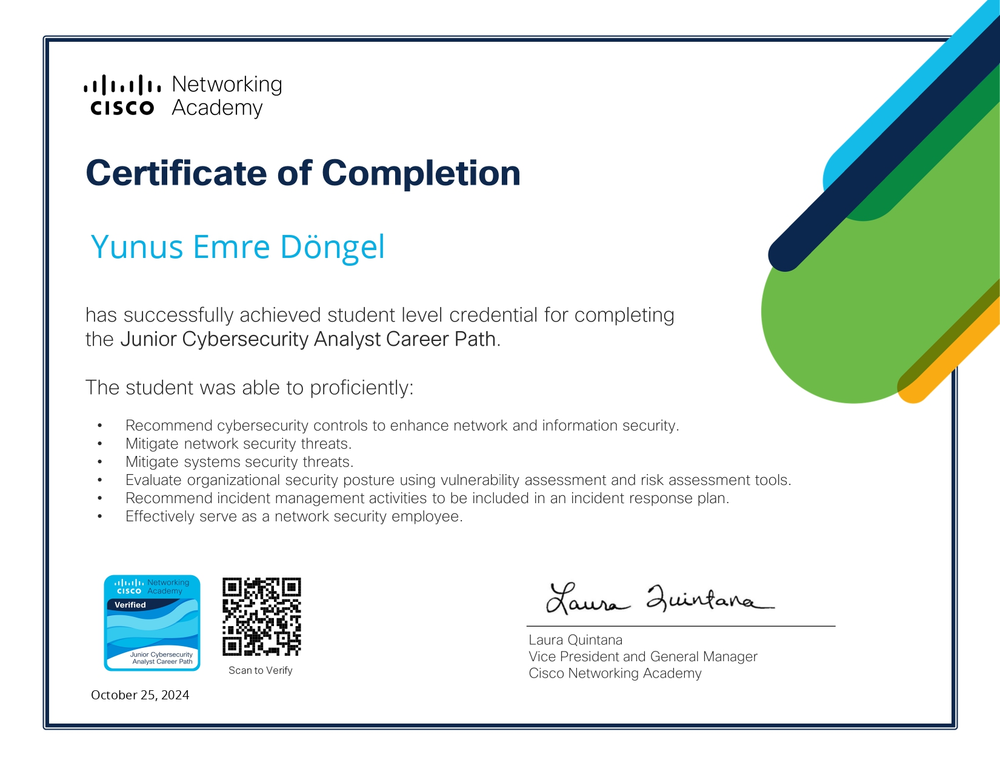 Networking
Academy
CISCO
Certificate of Completion
Yunus Emre Döngel
has successfully achieved student level credential for completing
the Junior Cybersecurity Analyst Career Path.
The student was able to proficiently:
• Recommend cybersecurity controls to enhance network and information security.
• Mitigate network security threats.
• Mitigate systems security threats.
• Evaluate organizational security posture using vulnerability assessment and risk assessment tools.
• Recommend incident management activities to be included in an incident response plan.
• Effectively serve as a network security employee.
Networking
Academy
CISCO
Verified
Junior Cybersecurity
Analyst Career Path
Scan to Verify
October 25, 2024
Laura Quintana
Laura Quintana
Vice President and General Manager
Cisco Networking Academy